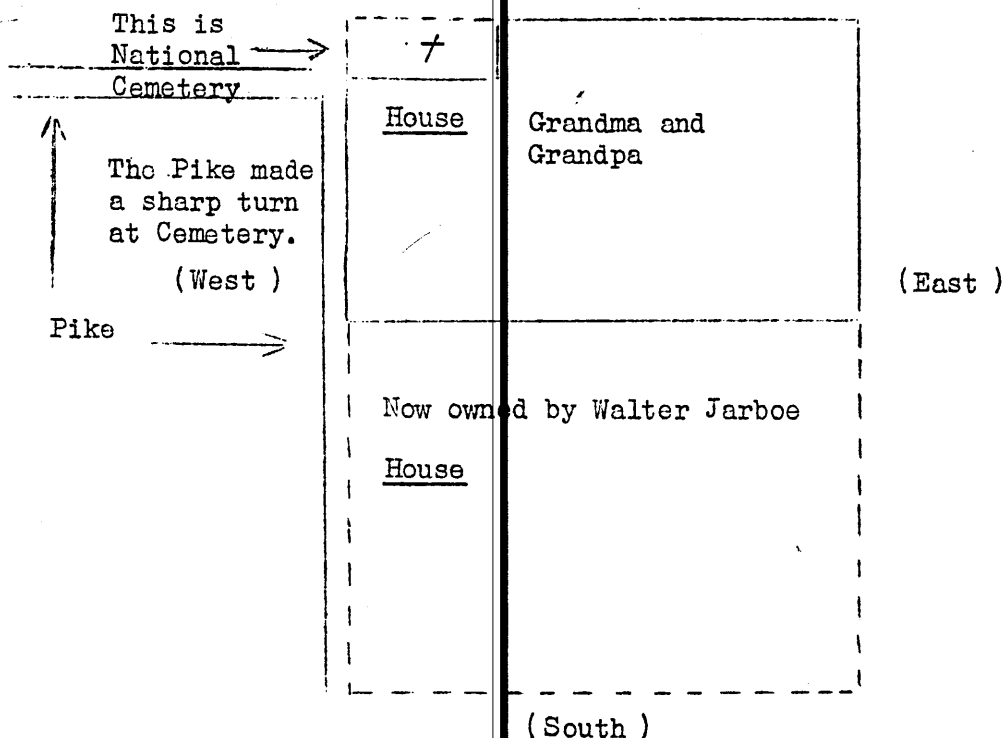 This is
National
Cemetery
House
Grandma and
Grandpa
The Pike made
a sharp turn
at Cemetery.
(West )
(East )
Pike
Now owned by Walter Jarboe
House
(South )